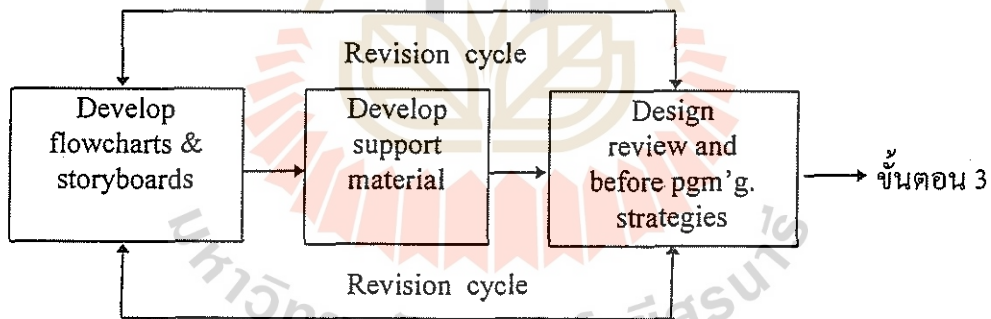 Revision cycle
Develop
flowcharts &
storyboards
Develop
support
material
Design
review and
before pgm'g.
strategies
ขั้นตอน 3
Revision cycle